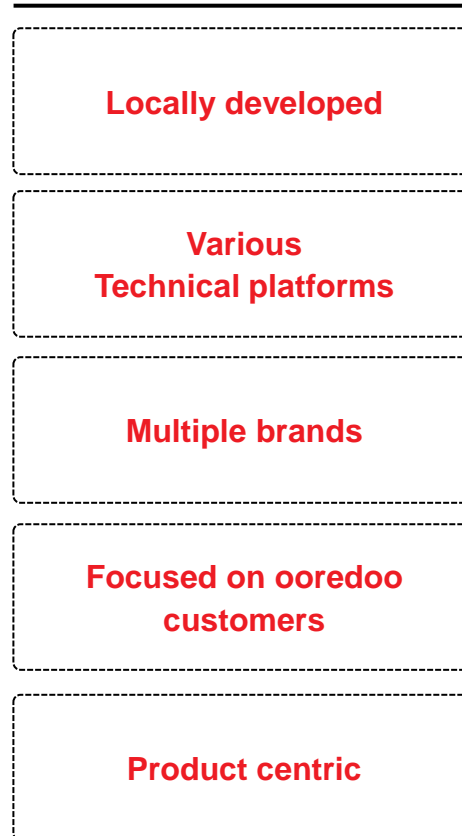 Locally developed
Various
Technical platforms
Multiple brands
Focused on ooredoo
customers
Product centric